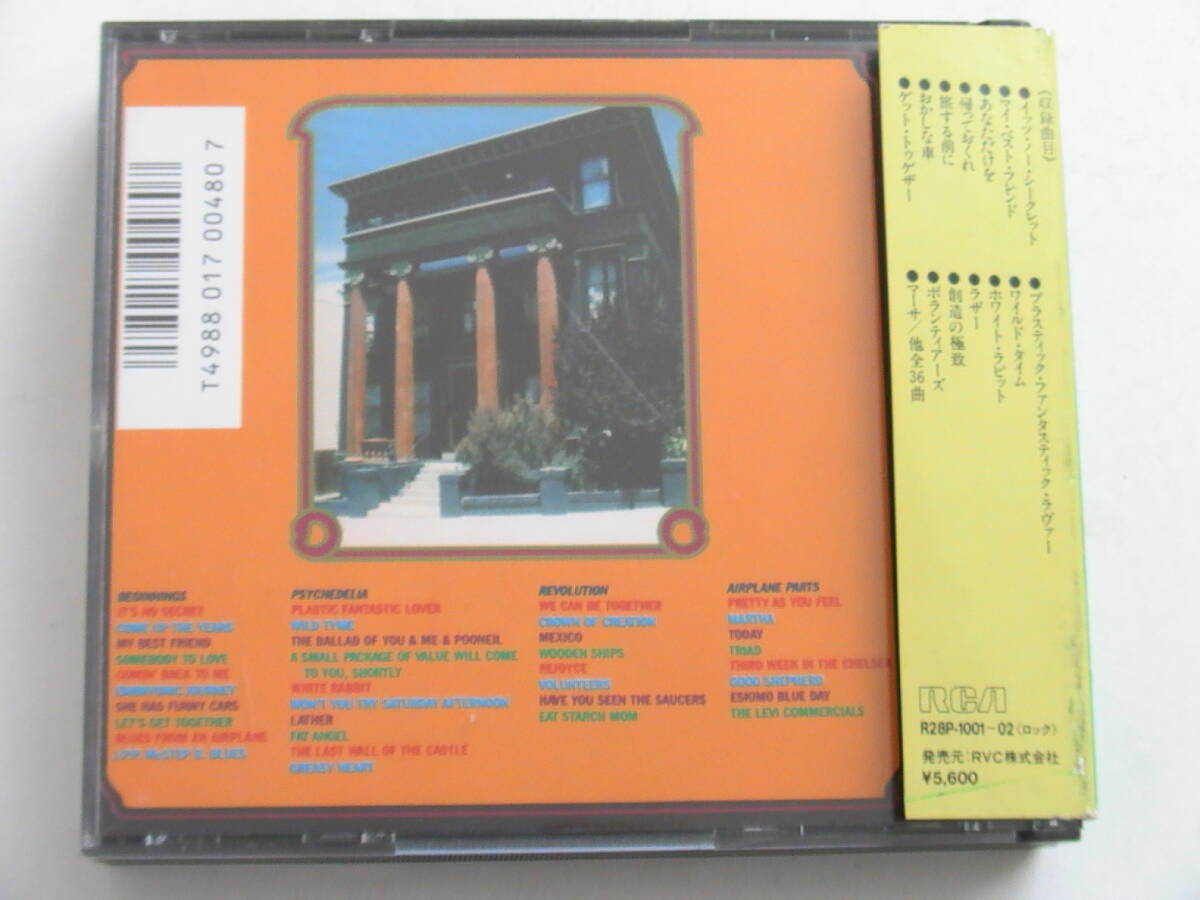 T4988 017 00480 7
BEGINNINGS
IT'S NO SECRET
COME UP THE YEARS
MY BEST FRIEND
SOMEBODY TO LOVE
COMIN' BACK TO ME
EMBRYONIC JOURNEY
SHE HAS FUNNY CARS
LET'S GET TOGETHER
BLUES FROM AN AIRPLANE
J.P.P. McSTEP B. BLUES
PSYCHEDELIA
PLASTIC FANTASTIC LOVER
WILD TYME
THE BALLAD OF YOU & ME & POONEIL
A SMALL PACKAGE OF VALUE WILL COME
TO YOU, SHORTLY
WHITE RABBIT
WON'T YOU TRY SATURDAY AFTERNOON
LATHER
FAT ANGEL
THE LAST WALL OF THE CASTLE
GREASY HEART
REVOLUTION
WE CAN BE TOGETHER
CROWN OF CREATION
MEXICO
WOODEN SHIPS
REJOYCE
VOLUNTEERS
HAVE YOU SEEN THE SAUCERS
EAT STARCH MOM
AIRPLANE PARTS
PRETTY AS YOU FEEL
MARTHA
TODAY
TRIAD
THIRD WEEK IN THE CHELSEA
GOOD SHEPHERD
ESKIMO BLUE DAY
THE LEVI COMMERCIALS
《収録曲目》
●イッツ・ノー・シークレット
●マイ・ベスト・フレンド
●あなただけを
●帰っておくれ
●旅する前に
●おかしな車
●ゲット・トゥゲザー
●プラスティック・ファンタスティック・ラヴァー
●ワイルド・タイム
●ホワイト・ラビット
●ラザー
●創造の極致
●ボランティアーズ
●マーサ/他全36曲
RCA
R28P-1001~02〈ロック〉
発売元:RVC株式会社
¥5,600